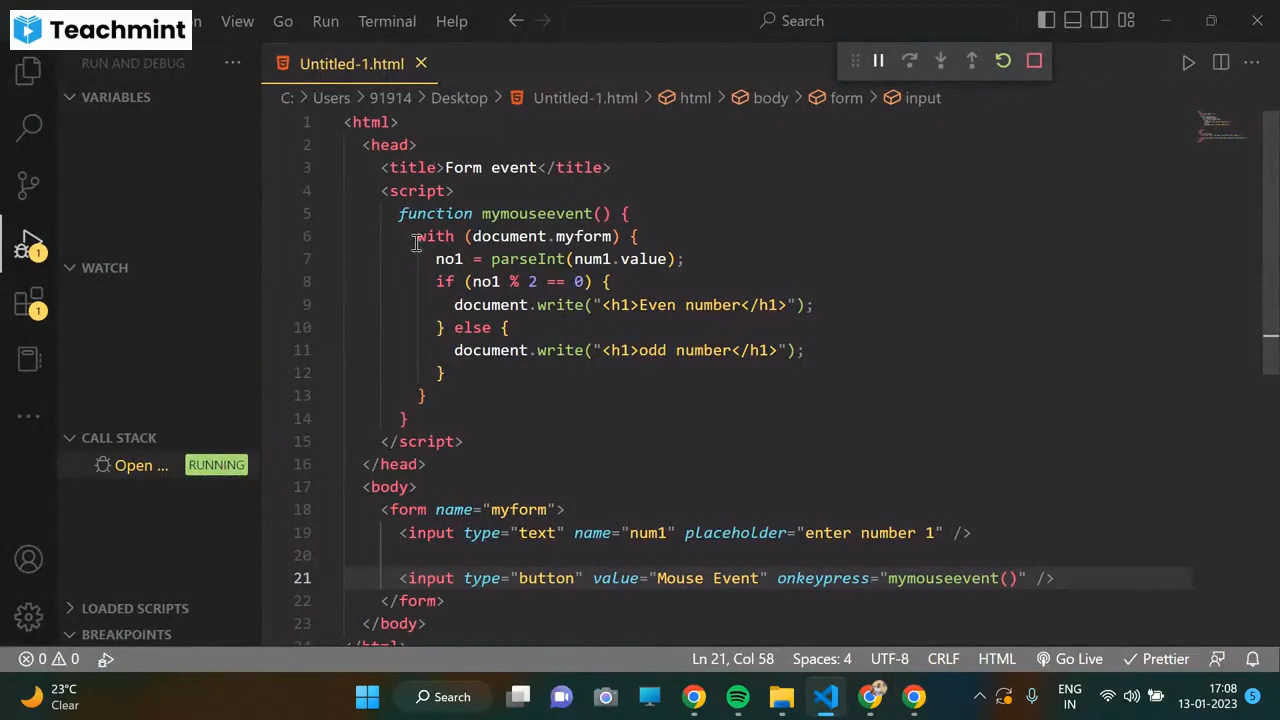 Teachmint
View Go Run Terminal Help
Search
RUN AND DEBUG
Untitled-1.html
VARIABLES
C: Users 91914 Desktop Untitled-1.html html body form input
1 <html>
2 <head>
3 <title>Form event</title>
4 <script>
5 function mymouseevent() {
6 with (document.myform) {
7 no1 = parseInt(num1.value);
8 if (no1 % 2 == 0) {
9 document.write("<h1>Even number</h1>");
10 } else {
11 document.write("<h1>odd number</h1>");
12 }
13 }
14 }
15 </script>
16 </head>
17 <body>
18 <form name="myform">
19 <input type="text" name="num1" placeholder="enter number 1" />
20
21 <input type="button" value="Mouse Event" onkeypress="mymouseevent()" />
22 </form>
23 </body>
WATCH
1
1
CALL STACK
Open ... RUNNING
LOADED SCRIPTS
BREAKPOINTS
0 0 Ln 21, Col 58 Spaces: 4 UTF-8 CRLF HTML Go Live Prettier
23°C
Clear
Search
ENG
IN
17:08
13-01-2023
5